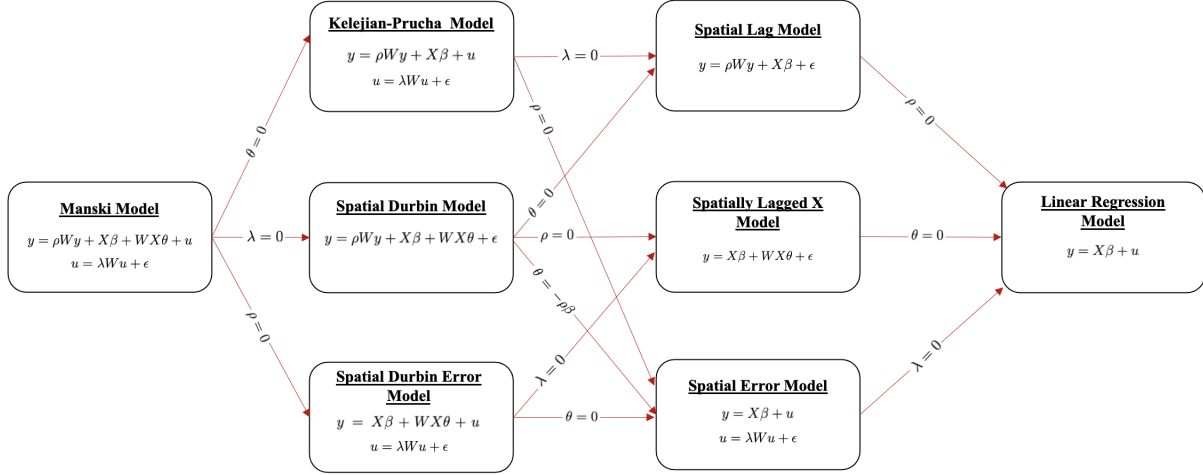 Manski Model
y = ρWy + Xβ + WXθ + u
u = λWu + ϵ
θ = 0
λ = 0
ρ = 0
Kelejian-Prucha Model
y = ρWy + Xβ + u
u = λWu + ϵ
Spatial Durbin Model
y = ρWy + Xβ + WXθ + ϵ
Spatial Durbin Error
Model
y = Xβ + WXθ + u
u = λWu + ϵ
λ = 0
ρ = 0
θ = 0
ρ = 0
θ = −ρβ
λ = 0
θ = 0
Spatial Lag Model
y = ρWy + Xβ + ϵ
Spatially Lagged X
Model
y = Xβ + WXθ + ϵ
Spatial Error Model
y = Xβ + u
u = λWu + ϵ
ρ = 0
θ = 0
λ = 0
Linear Regression
Model
y = Xβ + u